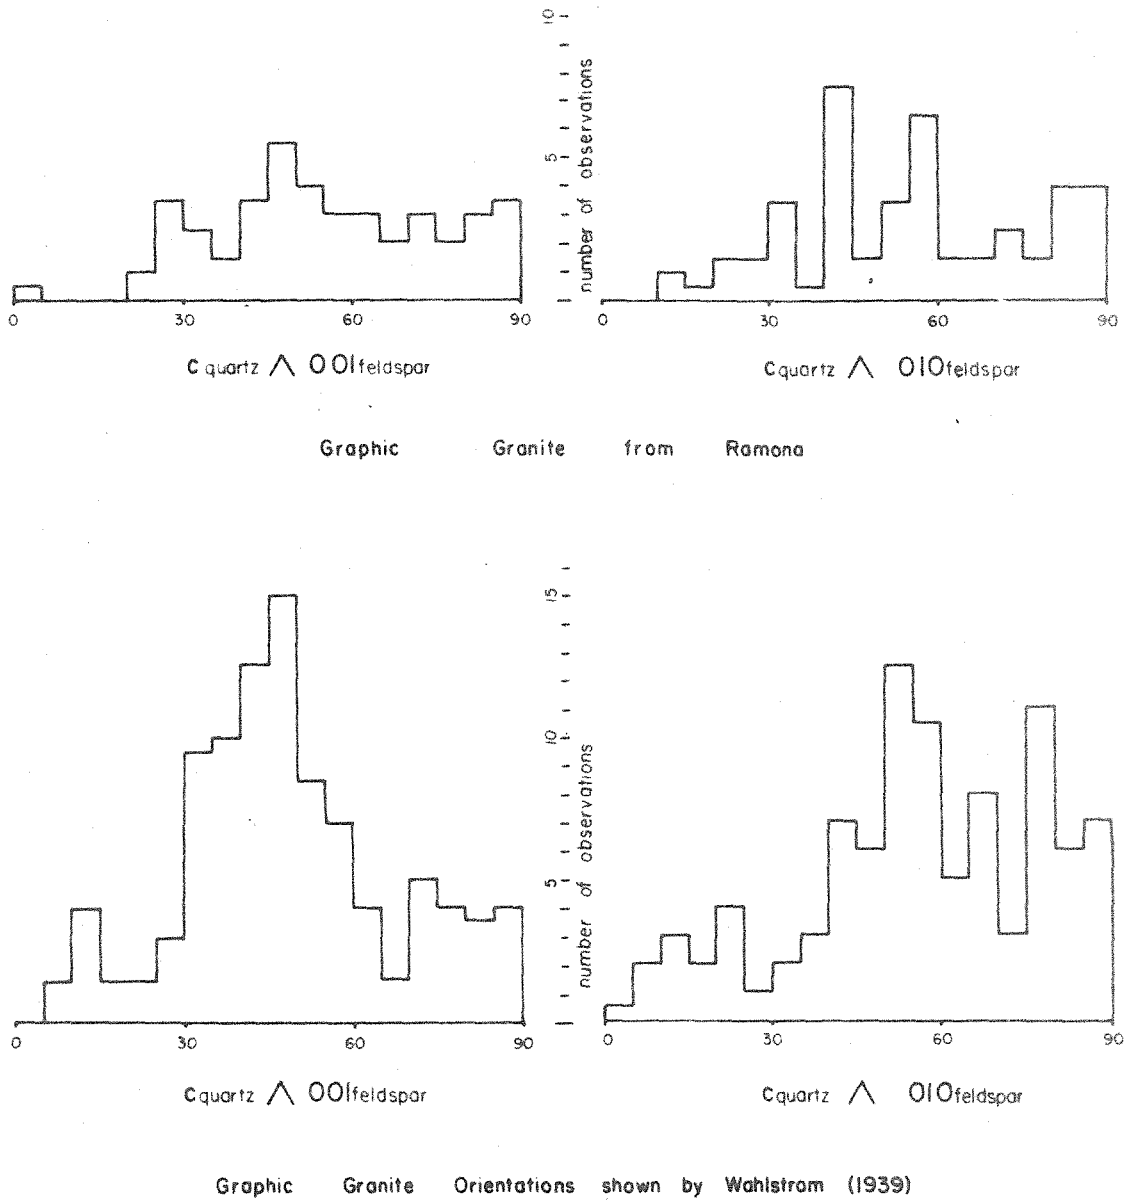 10
5
number of observations
0 30 60 90
0 30 60 90
c quartz ∧ 001 feldspar
c quartz ∧ 010 feldspar
Graphic Granite from Ramona
15
10
5
number of observations
0 30 60 90
0 30 60 90
c quartz ∧ 001 feldspar
c quartz ∧ 010 feldspar
Graphic Granite Orientations shown by Wahlstrom (1939)